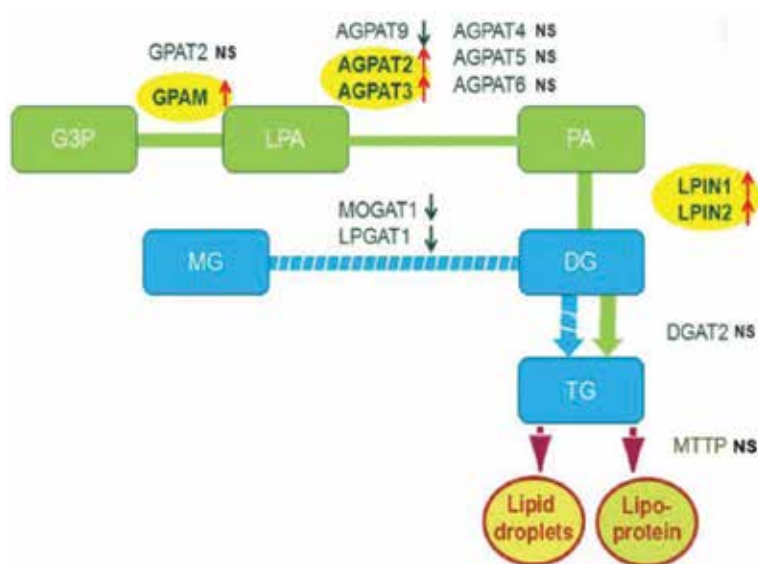 AGPAT9 AGPAT4 NS
GPAT2 NS AGPAT2 AGPAT5 NS
GPAM AGPAT3 AGPAT6 NS
G3P LPA PA
LPIN1
LPIN2
MOGAT1
LPGAT1
MG DG
DGAT2 NS
TG
MTTP NS
Lipid
droplets
Lipo-
protein